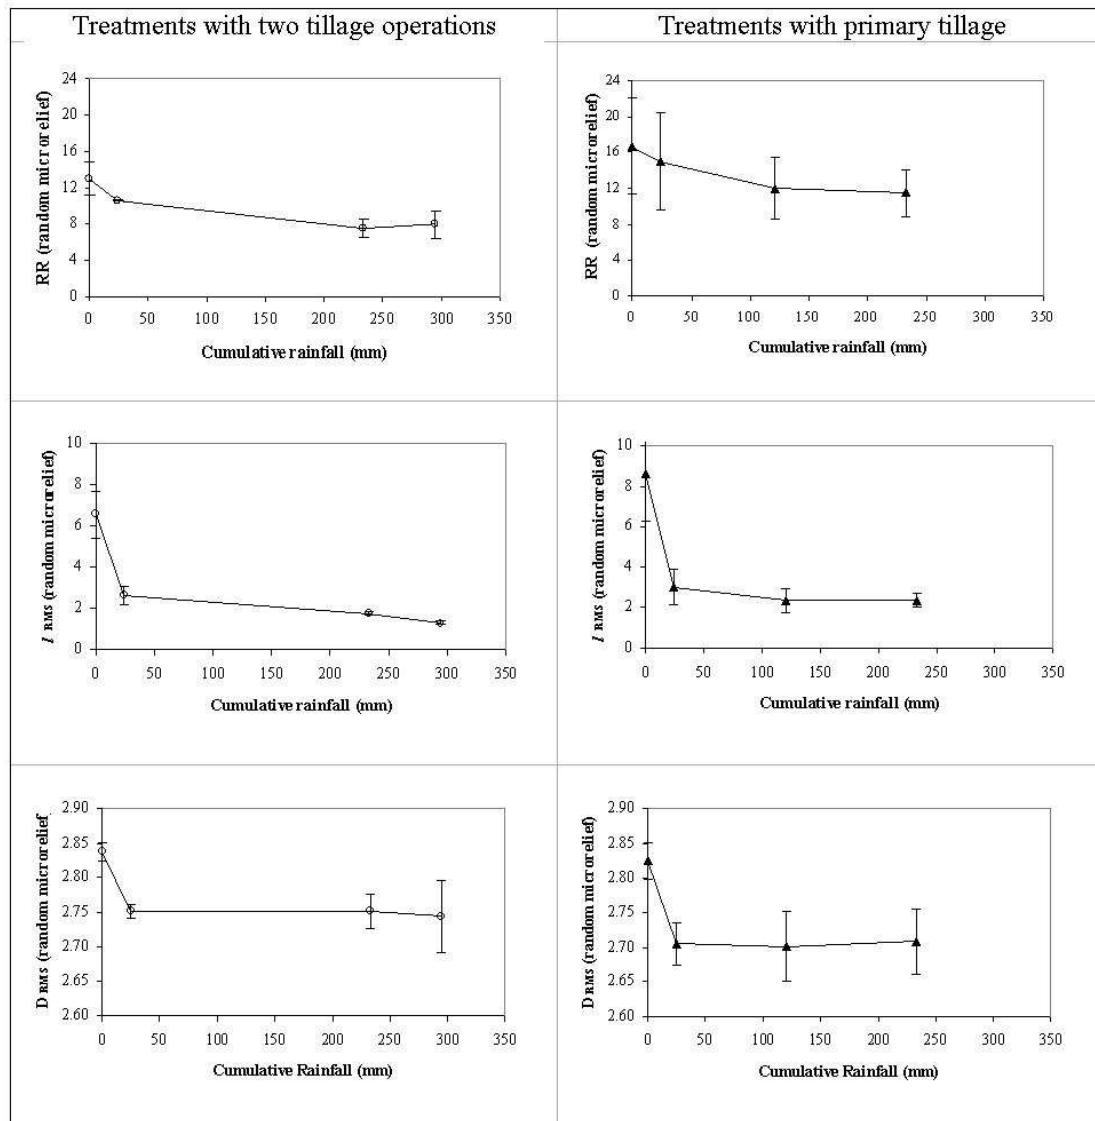 Treatments with two tillage operations
Treatments with primary tillage
RR (random microrelief)
24
20
16
12
8
4
0
0 50 100 150 200 250 300 350
Cumulative rainfall (mm)
RR (random microrelief)
24
20
16
12
8
4
0
0 50 100 150 200 250 300 350
Cumulative rainfall (mm)
l RMS (random microrelief)
10
8
6
4
2
0
0 50 100 150 200 250 300 350
Cumulative rainfall (mm)
l RMS (random microrelief)
10
8
6
4
2
0
0 50 100 150 200 250 300 350
Cumulative rainfall (mm)
D RMS (random microrelief
2.90
2.85
2.80
2.75
2.70
2.65
2.60
0 50 100 150 200 250 300 350
Cumulative Rainfall (mm)
D RMS (random microrelief)
2.90
2.85
2.80
2.75
2.70
2.65
2.60
0 50 100 150 200 250 300 350
Cumulative Rainfall (mm)